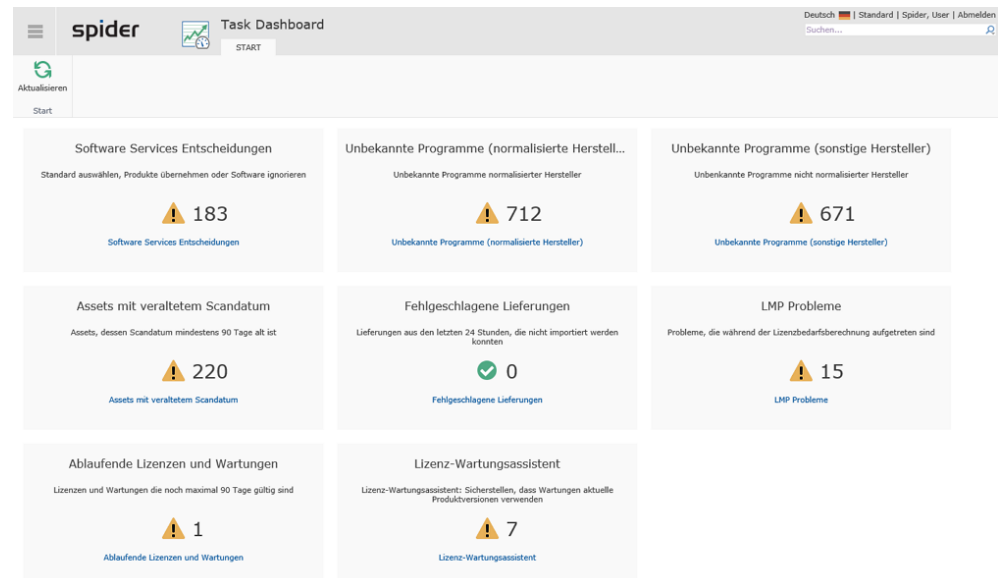 Deutsch | Standard | Spider, User | Abmelden
spider
Task Dashboard
Suchen...
START
Aktualisieren
Start
Software Services Entscheidungen
Standard auswählen, Produkte übernehmen oder Software ignorieren
183
Software Services Entscheidungen
Unbekannte Programme (normalisierte Herstell...
Unbekannte Programme normalisierter Hersteller
712
Unbekannte Programme (normalisierte Hersteller)
Unbekannte Programme (sonstige Hersteller)
Unbenkannte Programme nicht normalisierter Hersteller
671
Unbekannte Programme (sonstige Hersteller)
Assets mit veraltetem Scandatum
Assets, dessen Scandatum mindestens 90 Tage alt ist
220
Assets mit veraltetem Scandatum
Fehlgeschlagene Lieferungen
Lieferungen aus den letzten 24 Stunden, die nicht importiert werden
konnten
0
Fehlgeschlagene Lieferungen
LMP Probleme
Probleme, die während der Lizenzbedarfsberechnung aufgetreten sind
15
LMP Probleme
Ablaufende Lizenzen und Wartungen
Lizenzen und Wartungen die noch maximal 90 Tage gültig sind
1
Ablaufende Lizenzen und Wartungen
Lizenz-Wartungsassistent
Lizenz-Wartungsassistent: Sicherstellen, dass Wartungen aktuelle
Produktversionen verwenden
7
Lizenz-Wartungsassistent